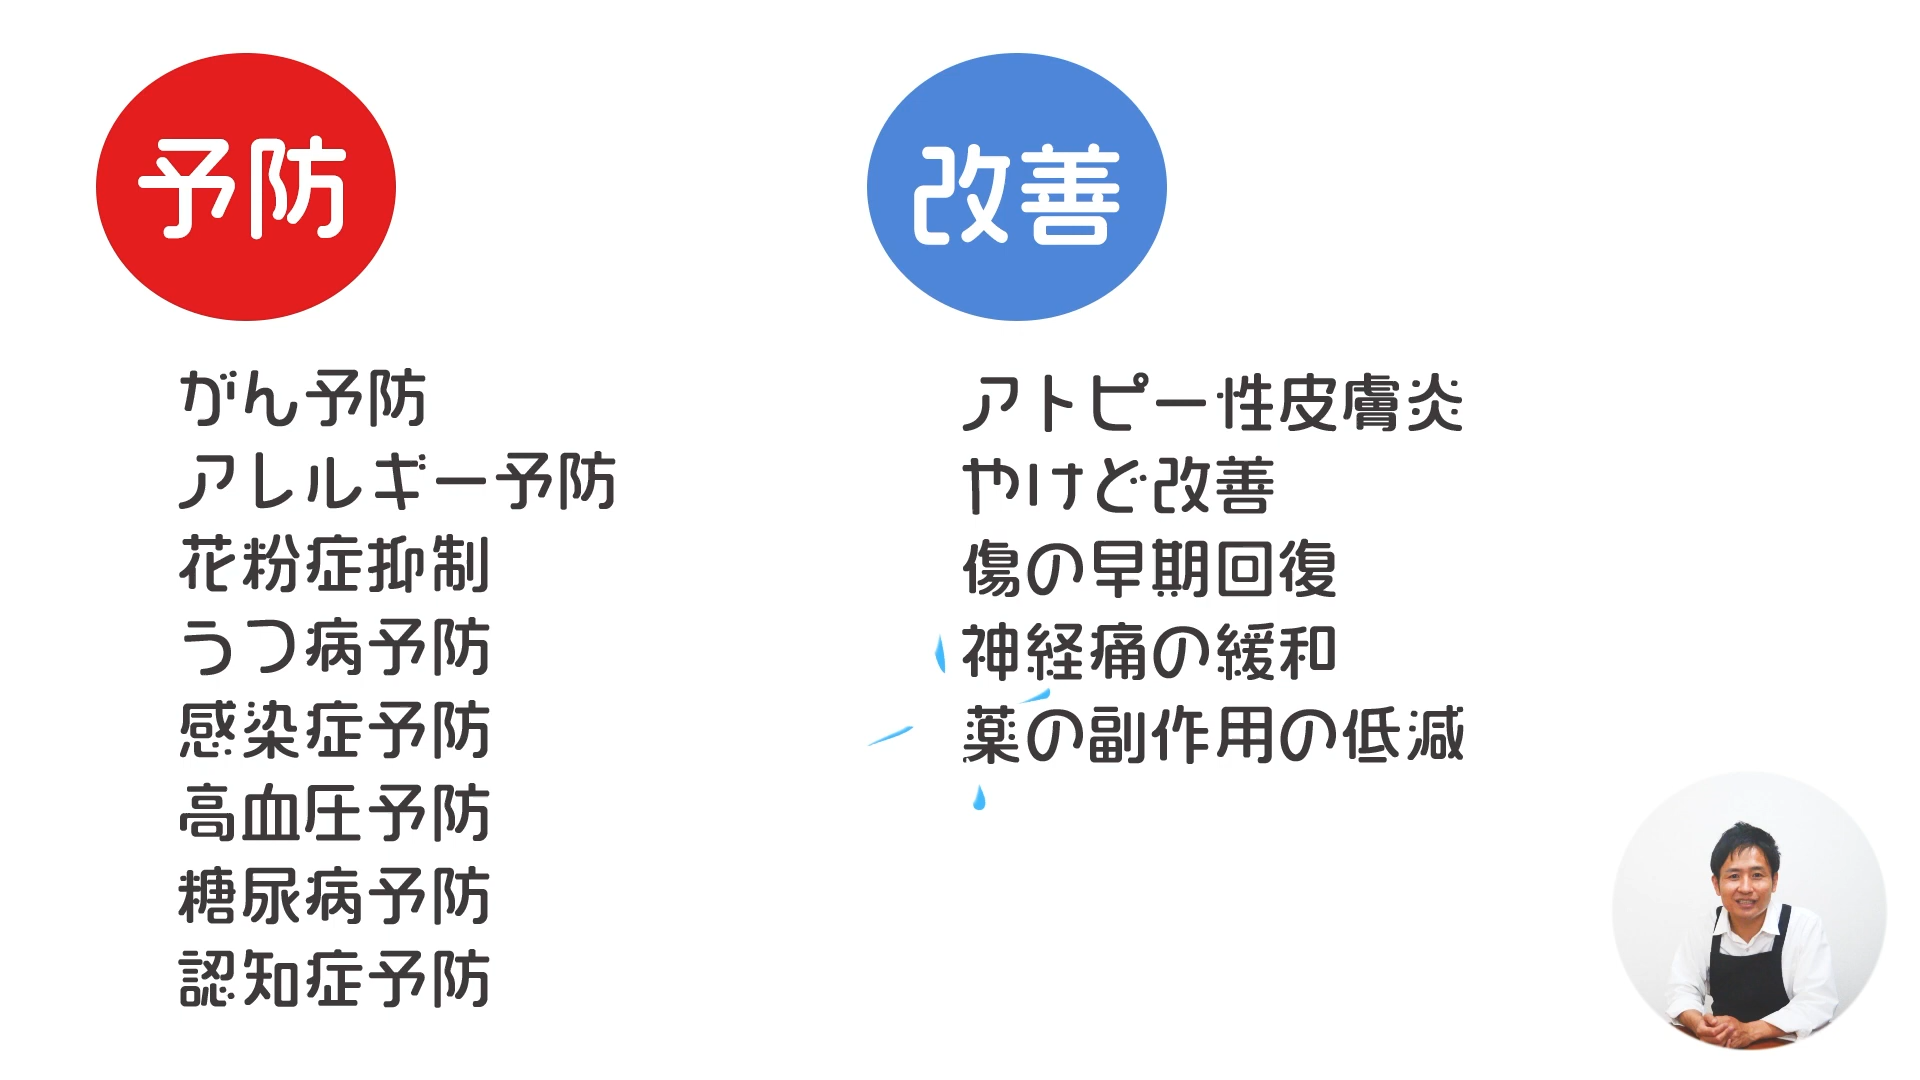 予防
がん予防
アレルギー予防
花粉症抑制
うつ病予防
感染症予防
高血圧予防
糖尿病予防
認知症予防
改善
アトピー性皮膚炎
やけど改善
傷の早期回復
神経痛の緩和
薬の副作用の低減